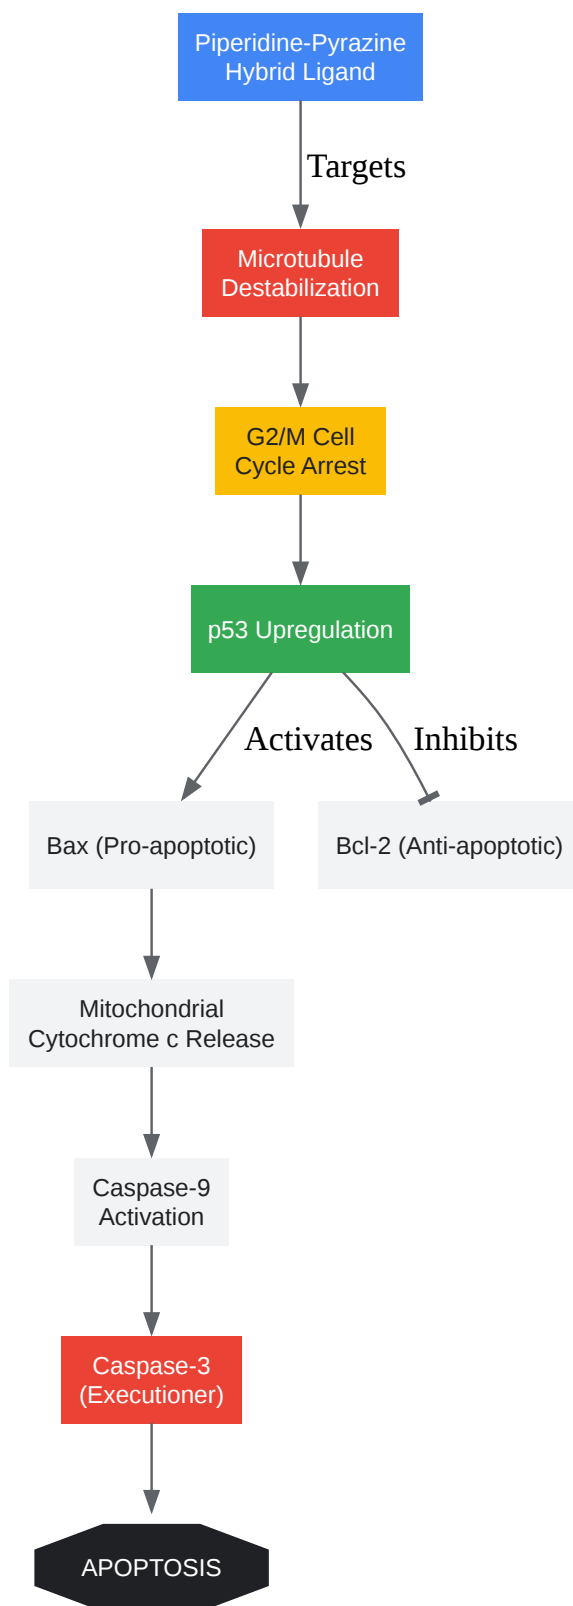 Piperidine-Pyrazine
Hybrid Ligand
Targets
Microtubule
Destabilization
G2/M Cell
Cycle Arrest
p53 Upregulation
Activates
Inhibits
Bax (Pro-apoptotic)
Bcl-2 (Anti-apoptotic)
Mitochondrial
Cytochrome c Release
Caspase-9
Activation
Caspase-3
(Executioner)
APOPTOSIS